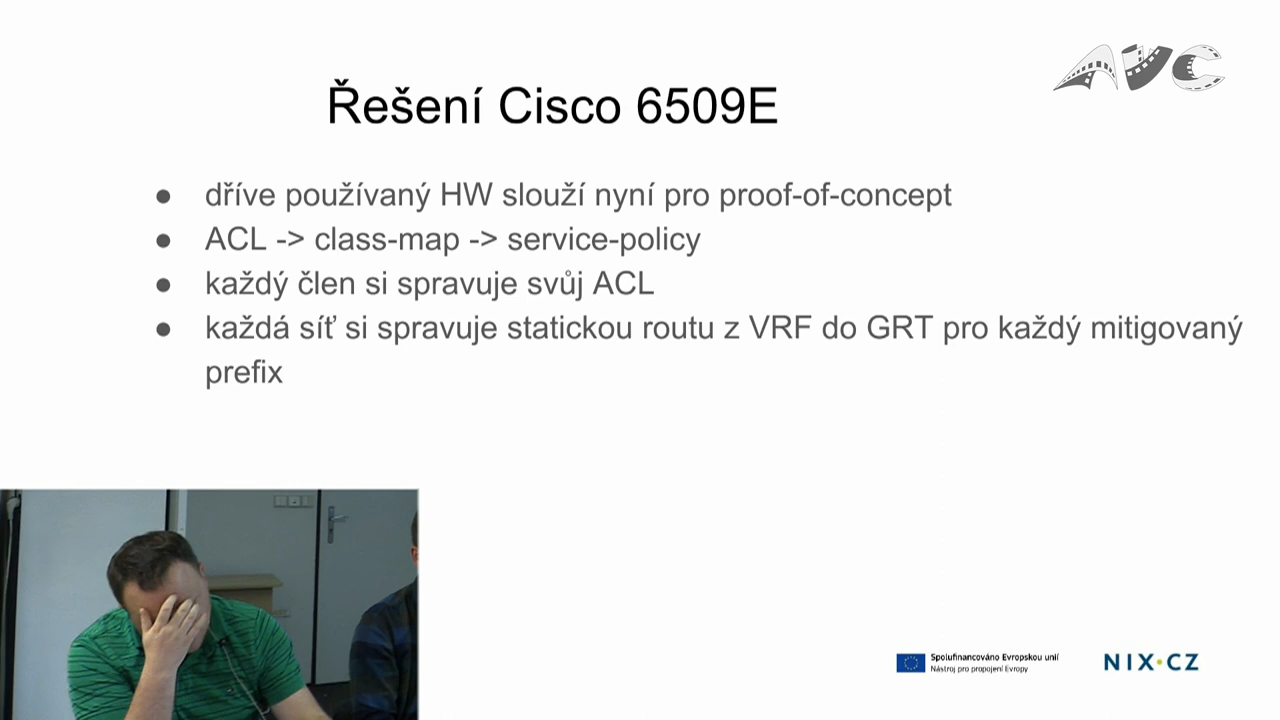 AVC
Řešení Cisco 6509E
● dříve používaný HW slouží nyní pro proof-of-concept
● ACL -> class-map -> service-policy
● každý člen si spravuje svůj ACL
● každá síť si spravuje statickou routu z VRF do GRT pro každý mitigovaný
prefix
Spolufinancováno Evropskou unií
Nástroj pro propojení Evropy
NIX·CZ